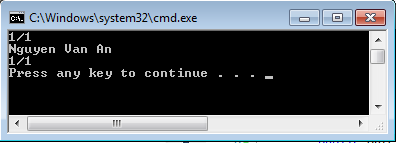 C:\Windows\system32\cmd.exe
1/1
Nguyen Van An
1/1
Press any key to continue . . . _